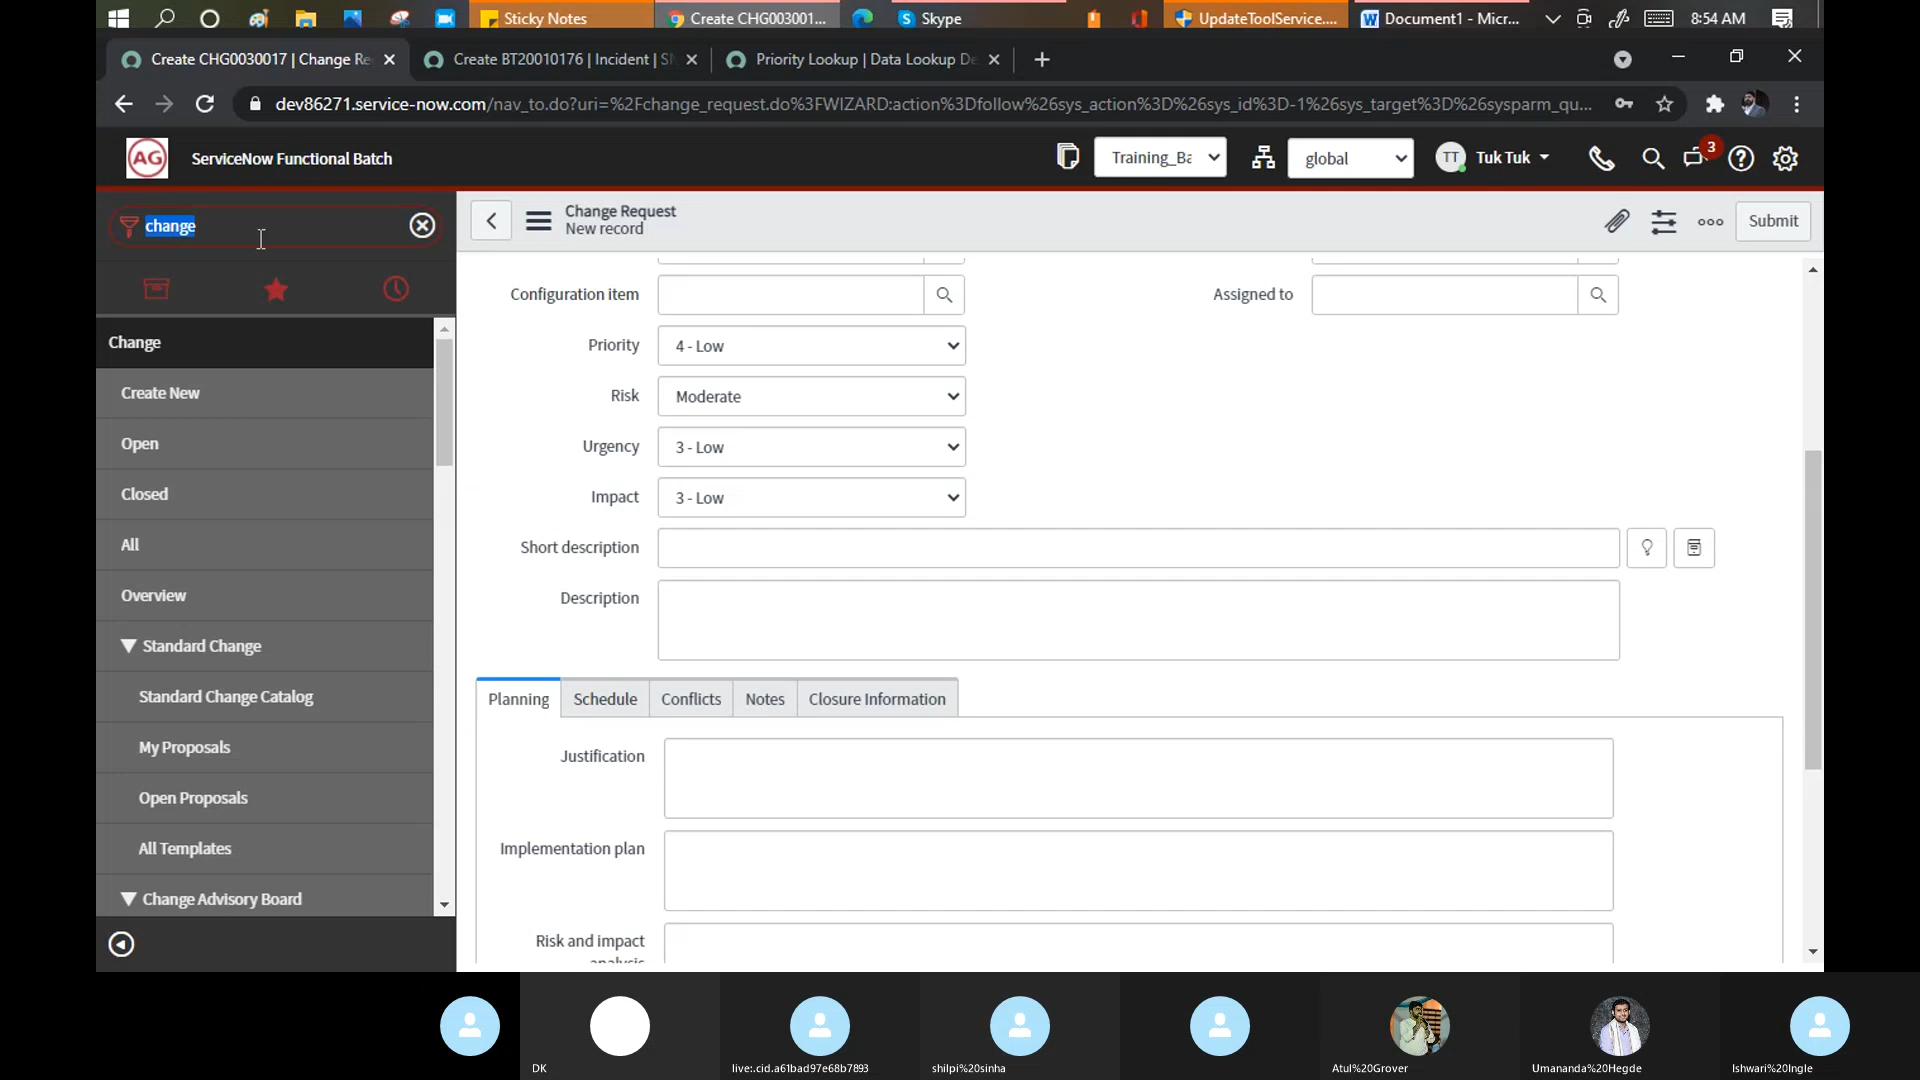 Sticky Notes
Create CHG003001...
Skype
UpdateToolService....
Document1 - Micr...
8:54 AM
Create CHG0030017 | Change Re
Create BT20010176 | Incident | S
Priority Lookup | Data Lookup De
dev86271.service-now.com/nav_to.do?uri=%2Fchange_request.do%3FWIZARD:action%3Dfollow%26sys_action%3D%26sys_id%3D-1%26sys_target%3D%26sysparm_qu...
AG
ServiceNow Functional Batch
Training_Ba
global
TT
Tuk Tuk
3
change
Change Request
New record
Submit
Configuration item
Assigned to
Change
Priority
4 - Low
Create New
Risk
Moderate
Open
Urgency
3 - Low
Closed
Impact
3 - Low
All
Short description
Overview
Description
Standard Change
Standard Change Catalog
Planning
Schedule
Conflicts
Notes
Closure Information
My Proposals
Justification
Open Proposals
All Templates
Implementation plan
Change Advisory Board
Risk and impact
analysis
DK
live:.cid.a61bad97e68b7893
shilpi%20sinha
Atul%20Grover
Umananda%20Hegde
Ishwari%20Ingle